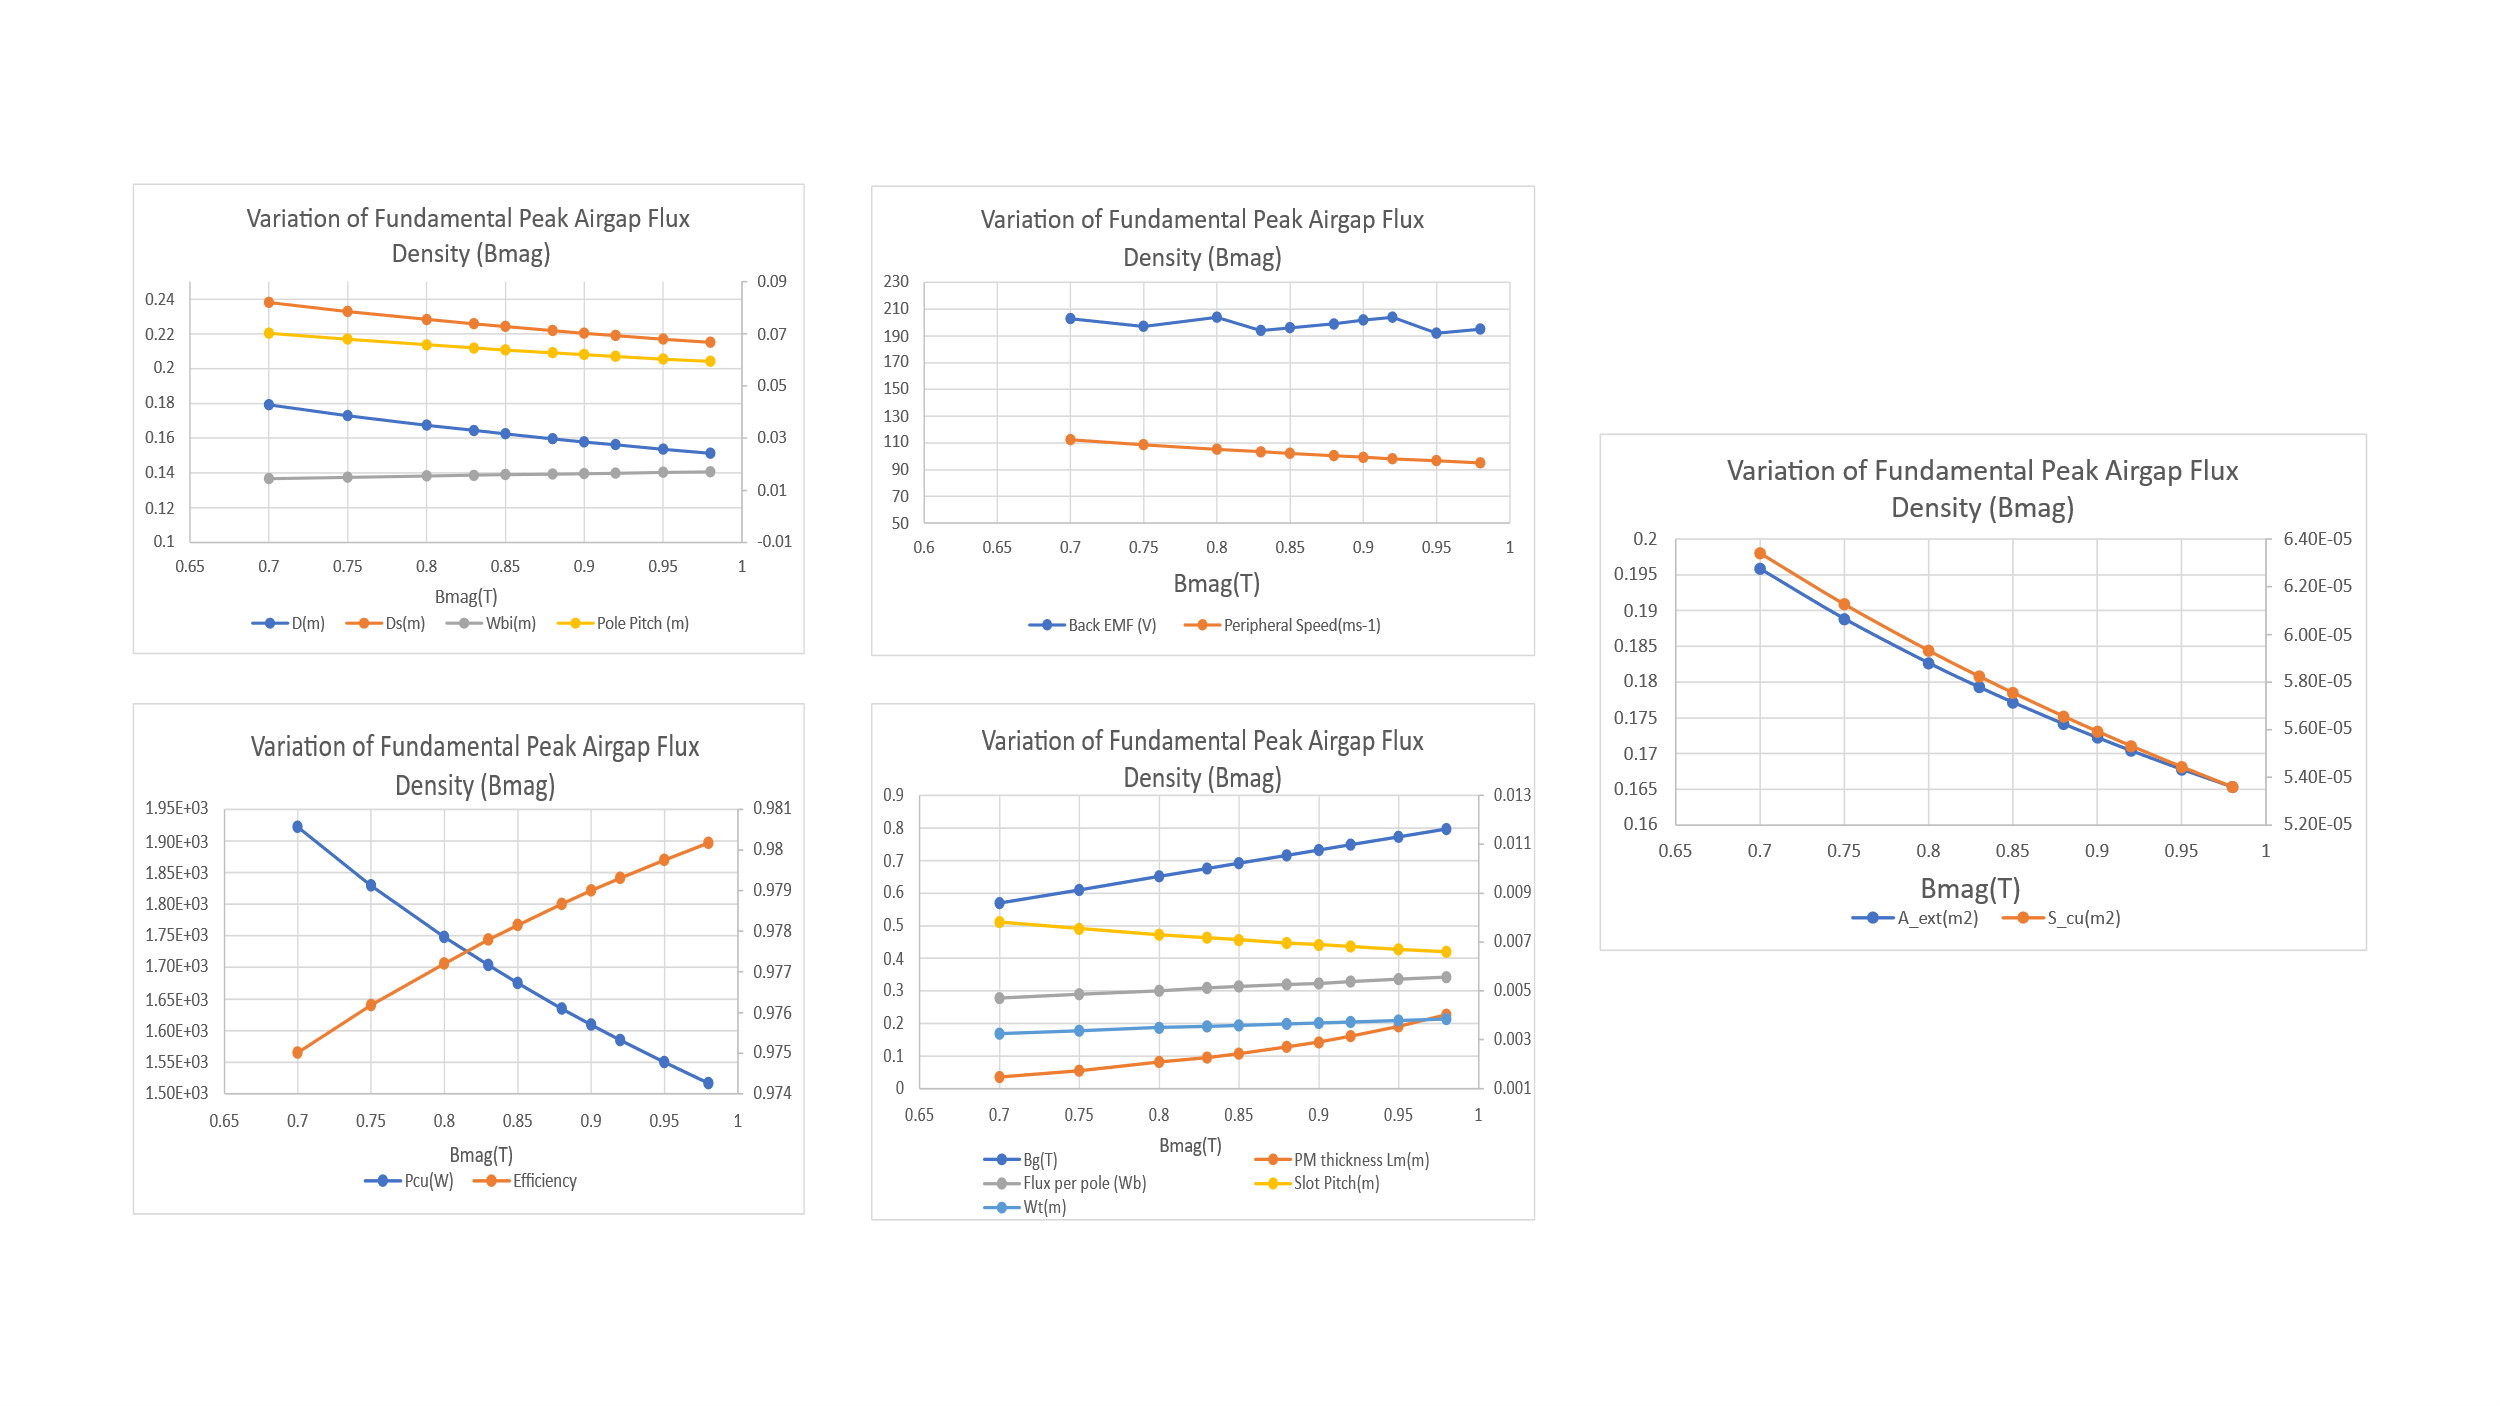 Variation of Fundamental Peak Airgap Flux
Density (Bmag)
0.24
0.22
0.2
0.18
0.16
0.14
0.12
0.1
0.09
0.07
0.05
0.03
0.01
-0.01
0.65 0.7 0.75 0.8 0.85 0.9 0.95 1
Bmag(T)
D(m) Ds(m) Wbi(m) Pole Pitch (m)
Variation of Fundamental Peak Airgap Flux
Density (Bmag)
230
210
190
170
150
130
110
90
70
50
0.6 0.65 0.7 0.75 0.8 0.85 0.9 0.95 1
Bmag(T)
Back EMF (V) Peripheral Speed(ms-1)
Variation of Fundamental Peak Airgap Flux
Density (Bmag)
0.2
0.195
0.19
0.185
0.18
0.175
0.17
0.165
0.16
6.40E-05
6.20E-05
6.00E-05
5.80E-05
5.60E-05
5.40E-05
5.20E-05
0.65 0.7 0.75 0.8 0.85 0.9 0.95 1
Bmag(T)
A_ext(m2) S_cu(m2)
Variation of Fundamental Peak Airgap Flux
Density (Bmag)
1.95E+03
1.90E+03
1.85E+03
1.80E+03
1.75E+03
1.70E+03
1.65E+03
1.60E+03
1.55E+03
1.50E+03
0.981
0.98
0.979
0.978
0.977
0.976
0.975
0.974
0.65 0.7 0.75 0.8 0.85 0.9 0.95 1
Bmag(T)
Pcu(W) Efficiency
Variation of Fundamental Peak Airgap Flux
Density (Bmag)
0.9
0.8
0.7
0.6
0.5
0.4
0.3
0.2
0.1
0
0.013
0.011
0.009
0.007
0.005
0.003
0.001
0.65 0.7 0.75 0.8 0.85 0.9 0.95 1
Bmag(T)
Bg(T) PM thickness Lm(m)
Flux per pole (Wb) Slot Pitch(m)
Wt(m)